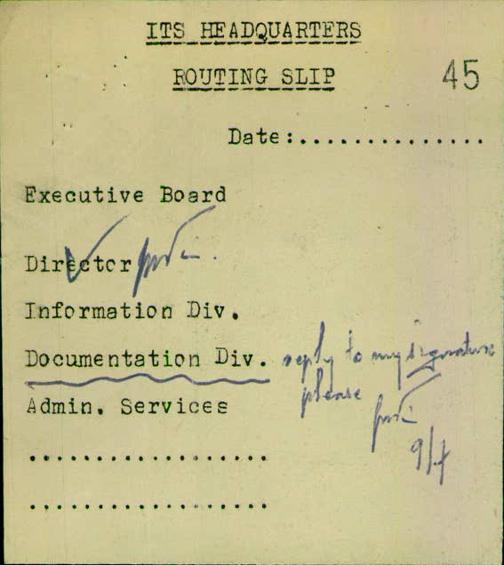 ITS HEADQUARTERS
ROUTING SLIP
45
Date:...............
Executive Board
Director
Information Div.
Documentation Div. reply to my signature
please
Admin. Services
9/4
..................
..................